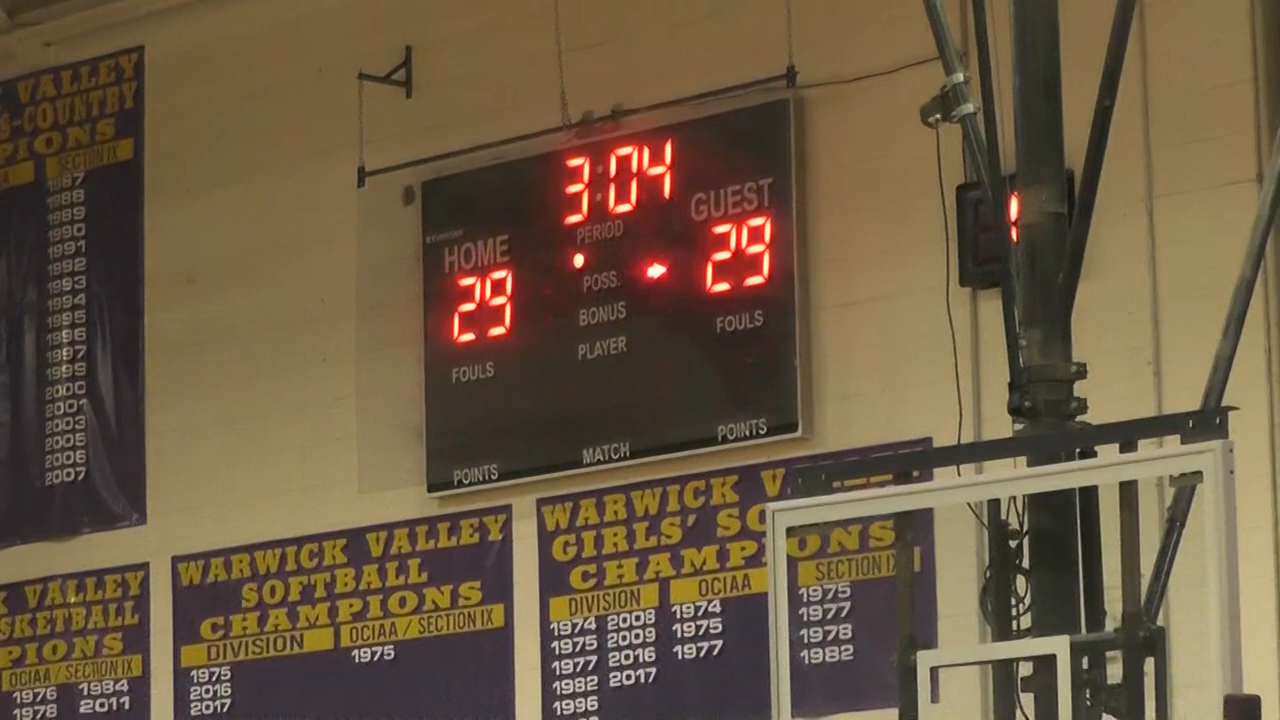 VALLEY
S-COUNTRY
PIONS
A SECTION IX
1987
1988
1989
1990
1991
1992
1993
1994
1995
1996
1997
1999
2000
2001
2003
2005
2006
2007
3:04
HOME GUEST
PERIOD
29 29
POSS.
BONUS
PLAYER
FOULS FOULS
POINTS MATCH POINTS
K VALLEY
SKETBALL
PIONS
OCIAA / SECTION IX
1976 1984
1978 2011
WARWICK VALLEY
SOFTBALL
CHAMPIONS
DIVISION OCIAA / SECTION IX
1975 1975
2016
2017
WARWICK V
GIRLS' SO
CHAMPIONS
DIVISION OCIAA SECTION IX
1974 2008 1974 1975
1975 2009 1975 1977
1977 2016 1977 1978
1982 2017 1982
1996